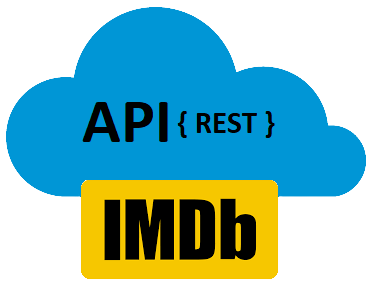 API { REST }
IMDb